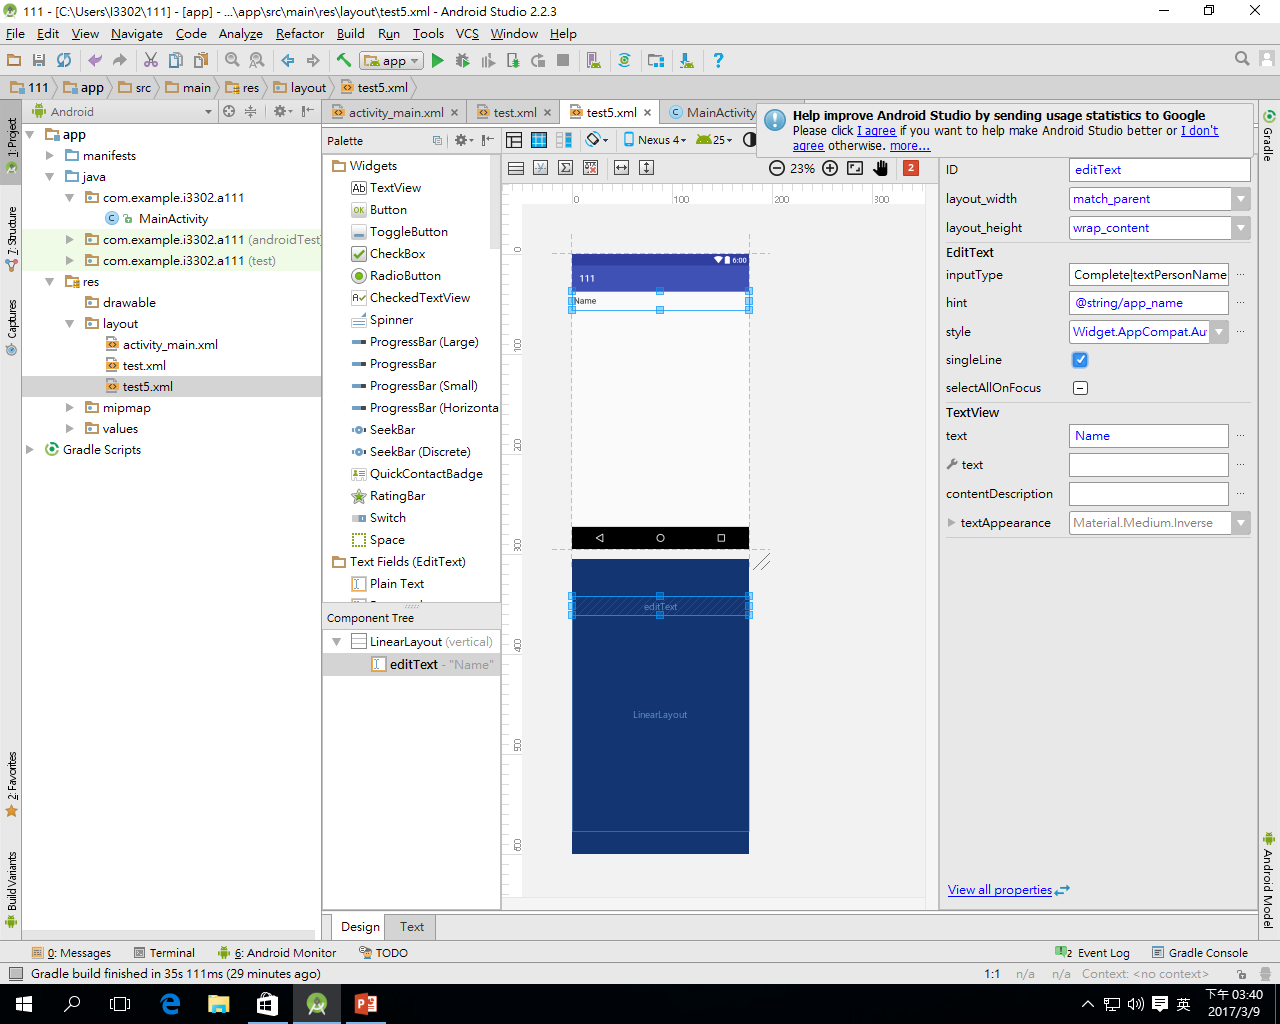 111 - [C:\Users\I3302\111] - [app] - ...\app\src\main\res\layout\test5.xml - Android Studio 2.2.3
File Edit View Navigate Code Analyze Refactor Build Run Tools VCS Window Help
app
111 app src main res layout test5.xml
Android
activity_main.xml test.xml test5.xml MainActivity
Help improve Android Studio by sending usage statistics to Google
Please click I agree if you want to help make Android Studio better or I don't
agree otherwise. more...
1: Project
7: Structure
Captures
2: Favorites
Build Variants
app
manifests
java
com.example.i3302.a111
MainActivity
com.example.i3302.a111 (androidTest
com.example.i3302.a111 (test)
res
drawable
layout
activity_main.xml
test.xml
test5.xml
mipmap
values
Gradle Scripts
Palette
Widgets
Ab TextView
OK Button
ToggleButton
CheckBox
RadioButton
CheckedTextView
Spinner
ProgressBar (Large)
ProgressBar
ProgressBar (Small)
ProgressBar (Horizonta
SeekBar
SeekBar (Discrete)
QuickContactBadge
RatingBar
Switch
Space
Text Fields (EditText)
Plain Text
Component Tree
LinearLayout (vertical)
editText - "Name"
Nexus 4 25
23% 2
0 100 200 300
0
100
200
300
400
500
600
6:00
111
Name
editText
LinearLayout
ID editText
layout_width match_parent
layout_height wrap_content
EditText
inputType Complete|textPersonName ...
hint @string/app_name ...
style Widget.AppCompat.Au ...
singleLine
selectAllOnFocus
TextView
text Name ...
text ...
contentDescription ...
textAppearance Material.Medium.Inverse
View all properties
Gradle
Android Model
Design Text
0: Messages Terminal 6: Android Monitor TODO
2 Event Log Gradle Console
Gradle build finished in 35s 111ms (29 minutes ago)
1:1 n/a n/a Context: <no context>
英
下午 03:40
2017/3/9